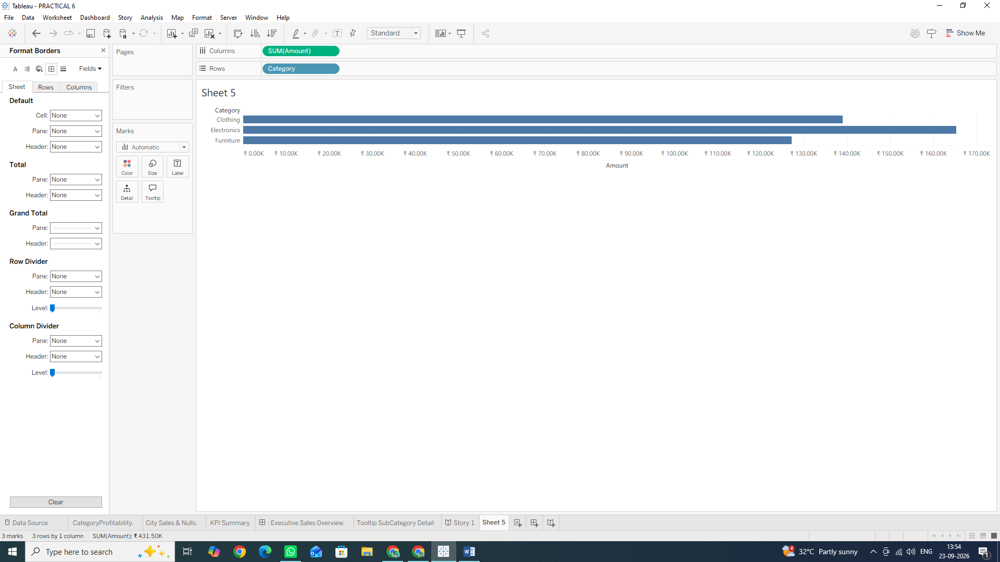 Tableau - PRACTICAL 6
File Data Worksheet Dashboard Story Analysis Map Format Server Window Help
Standard
Show Me
Format Borders
Fields
Sheet Rows Columns
Default
Cell: None
Pane: None
Header: None
Total
Pane: None
Header: None
Grand Total
Pane:
Header:
Row Divider
Pane: None
Header: None
Level:
Column Divider
Pane: None
Header: None
Level:
Clear
Pages
Filters
Marks
Automatic
Color Size Label
Detail Tooltip
Columns SUM(Amount)
Rows Category
Sheet 5
Category
Clothing
Electronics
Furniture
₹ 0.00K ₹ 10.00K ₹ 20.00K ₹ 30.00K ₹ 40.00K ₹ 50.00K ₹ 60.00K ₹ 70.00K ₹ 80.00K ₹ 90.00K ₹ 100.00K ₹ 110.00K ₹ 120.00K ₹ 130.00K ₹ 140.00K ₹ 150.00K ₹ 160.00K ₹ 170.00K
Amount
Data Source CategoryProfitability. City Sales & Nulls. KPI Summary : Executive Sales Overview. Tooltip SubCategory Detail Story 1 Sheet 5
3 marks 3 rows by 1 column SUM(Amount): ₹ 431.50K
Type here to search
4 32°C Partly sunny ENG 13:54 1
23-09-2026